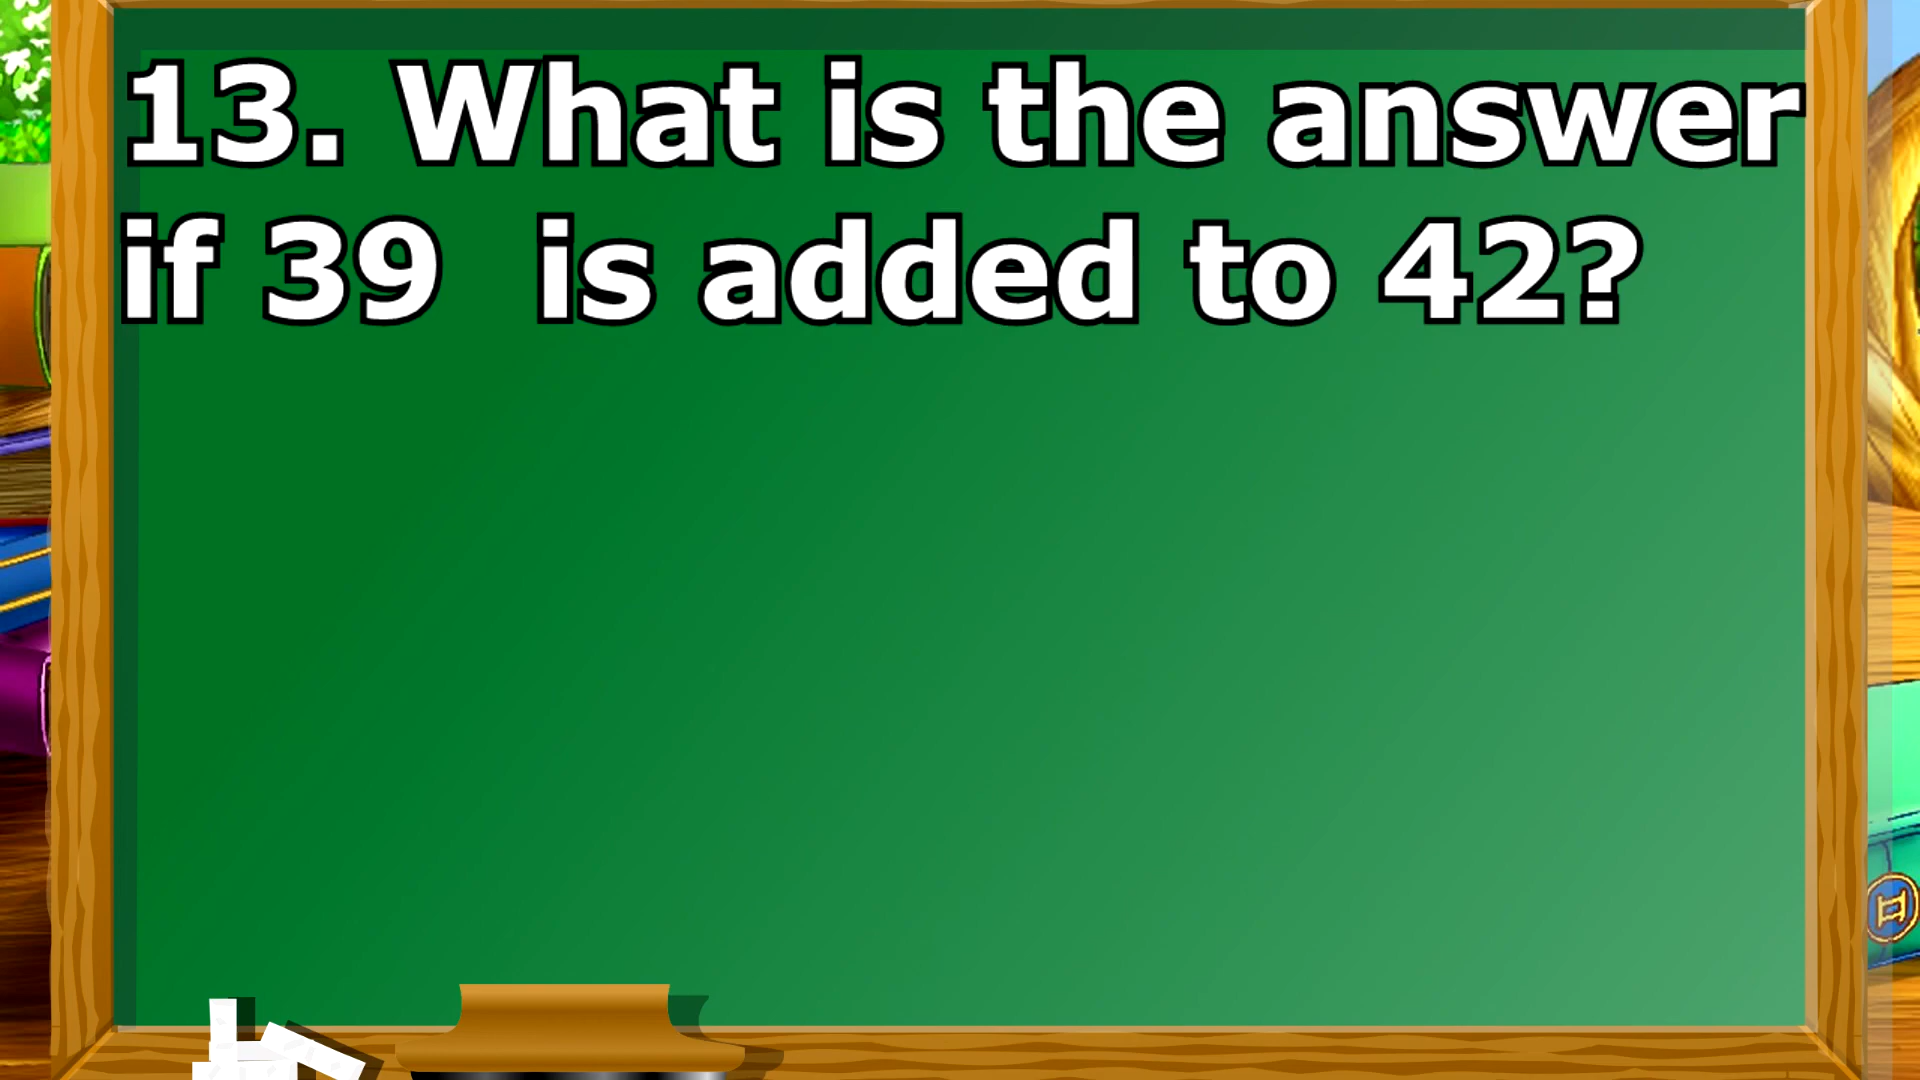 13. What is the answer
if 39  is added to 42?